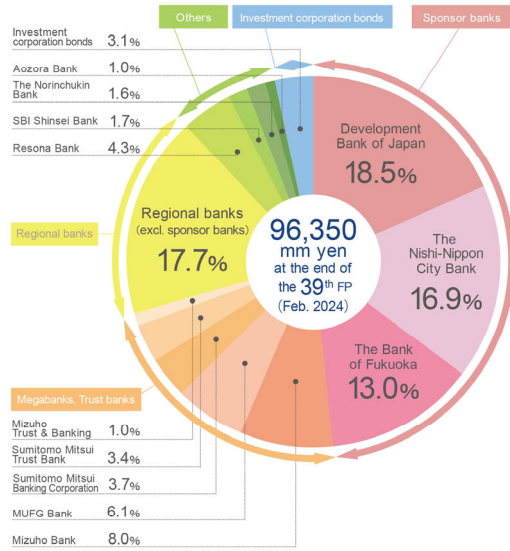 Others
Investment corporation bonds
Sponsor banks
Investment
corporation bonds 3.1%
Aozora Bank 1.0%
The Norinchukin
Bank 1.6%
SBI Shinsei Bank 1.7%
Resona Bank 4.3%
Development
Bank of Japan
18.5%
Regional banks
(excl. sponsor banks)
17.7%
96,350
mm yen
at the end of
the 39th FP
(Feb. 2024)
The
Nishi-Nippon
City Bank
16.9%
Regional banks
The Bank
of Fukuoka
13.0%
Megabanks, Trust banks
Mizuho
Trust & Banking 1.0%
Sumitomo Mitsui
Trust Bank 3.4%
Sumitomo Mitsui
Banking Corporation 3.7%
MUFG Bank 6.1%
Mizuho Bank 8.0%